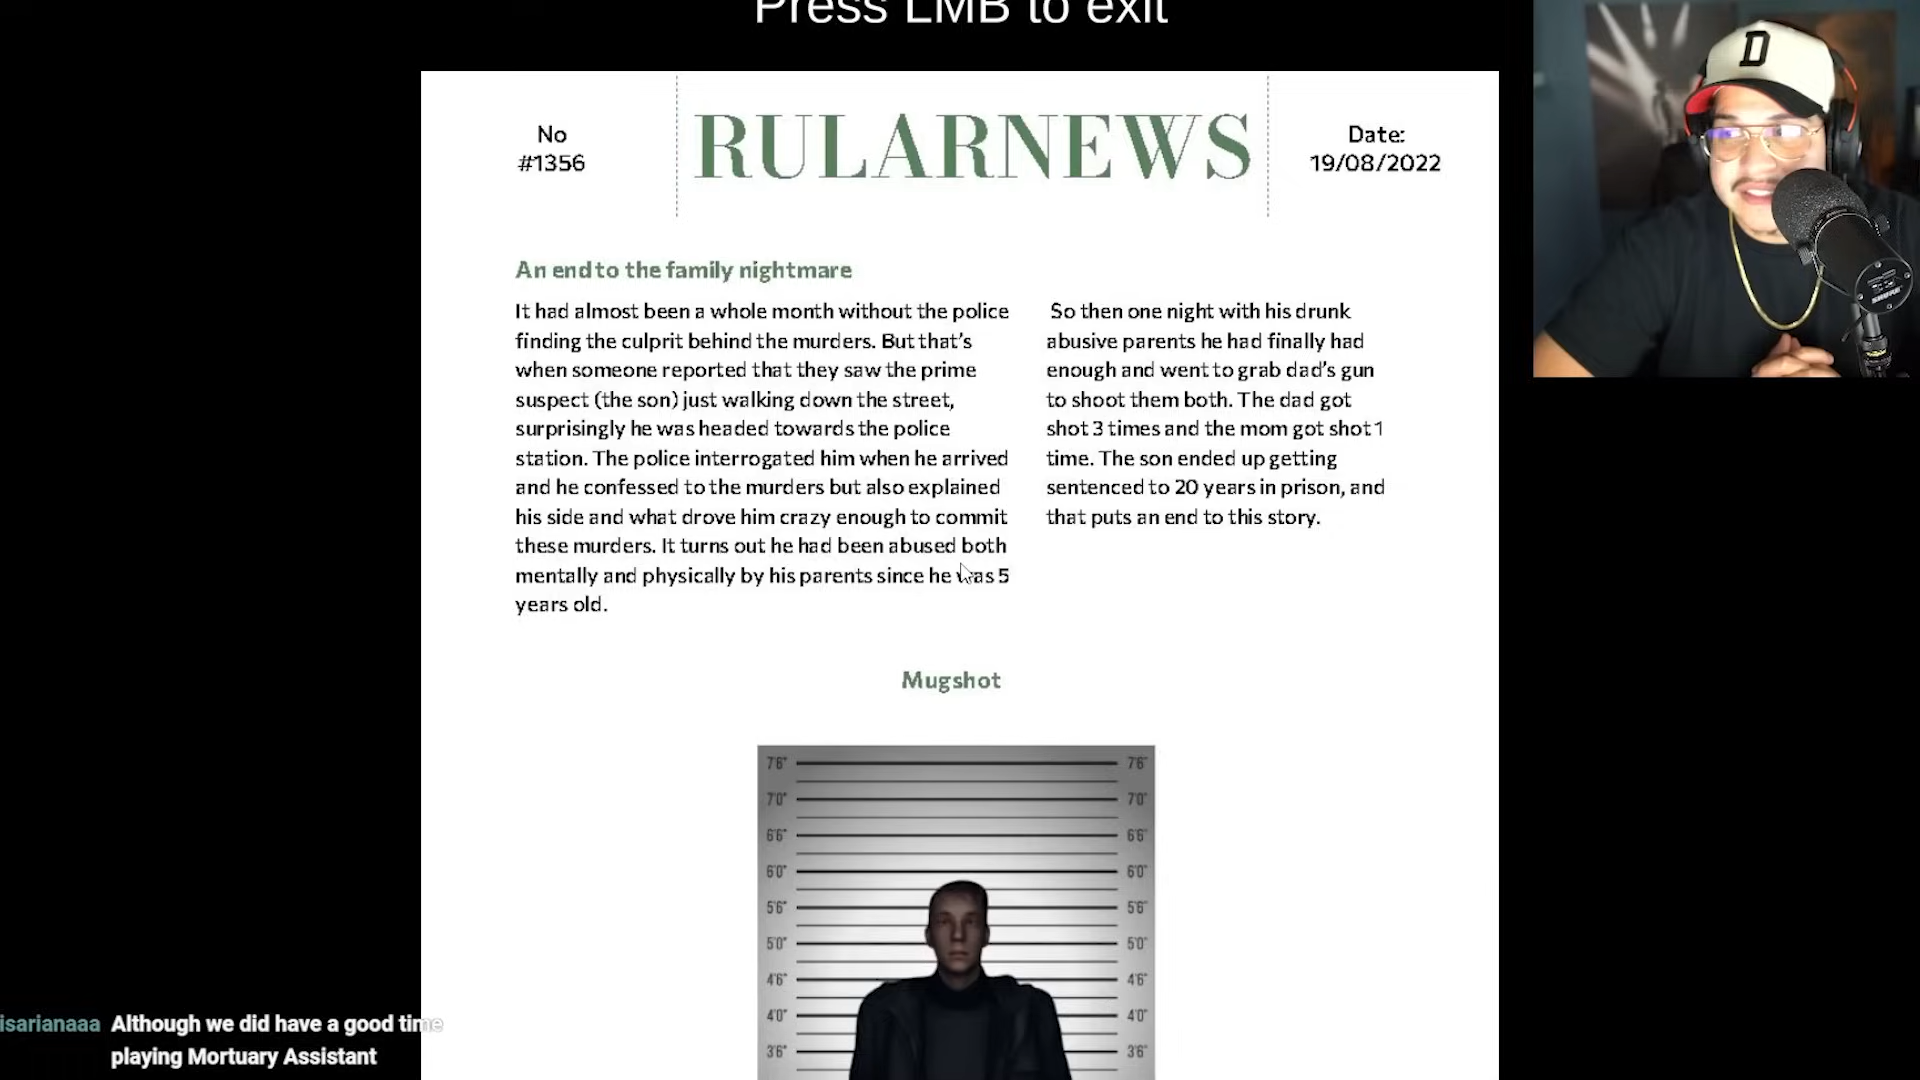 Press LMB to exit
No
#1356
RULARNEWS
Date:
19/08/2022
An end to the family nightmare
It had almost been a whole month without the police
finding the culprit behind the murders. But that's
when someone reported that they saw the prime
suspect (the son) just walking down the street,
surprisingly he was headed towards the police
station. The police interrogated him when he arrived
and he confessed to the murders but also explained
his side and what drove him crazy enough to commit
these murders. It turns out he had been abused both
mentally and physically by his parents since he was 5
years old.
So then one night with his drunk
abusive parents he had finally had
enough and went to grab dad's gun
to shoot them both. The dad got
shot 3 times and the mom got shot 1
time. The son ended up getting
sentenced to 20 years in prison, and
that puts an end to this story.
Mugshot
7'6" 7'6"
7'0" 7'0"
6'6" 6'6"
6'0" 6'0"
5'6" 5'6"
5'0" 5'0"
4'6" 4'6"
4'0" 4'0"
3'6" 3'6"
D
SHURE
isarianaaa Although we did have a good time
playing Mortuary Assistant